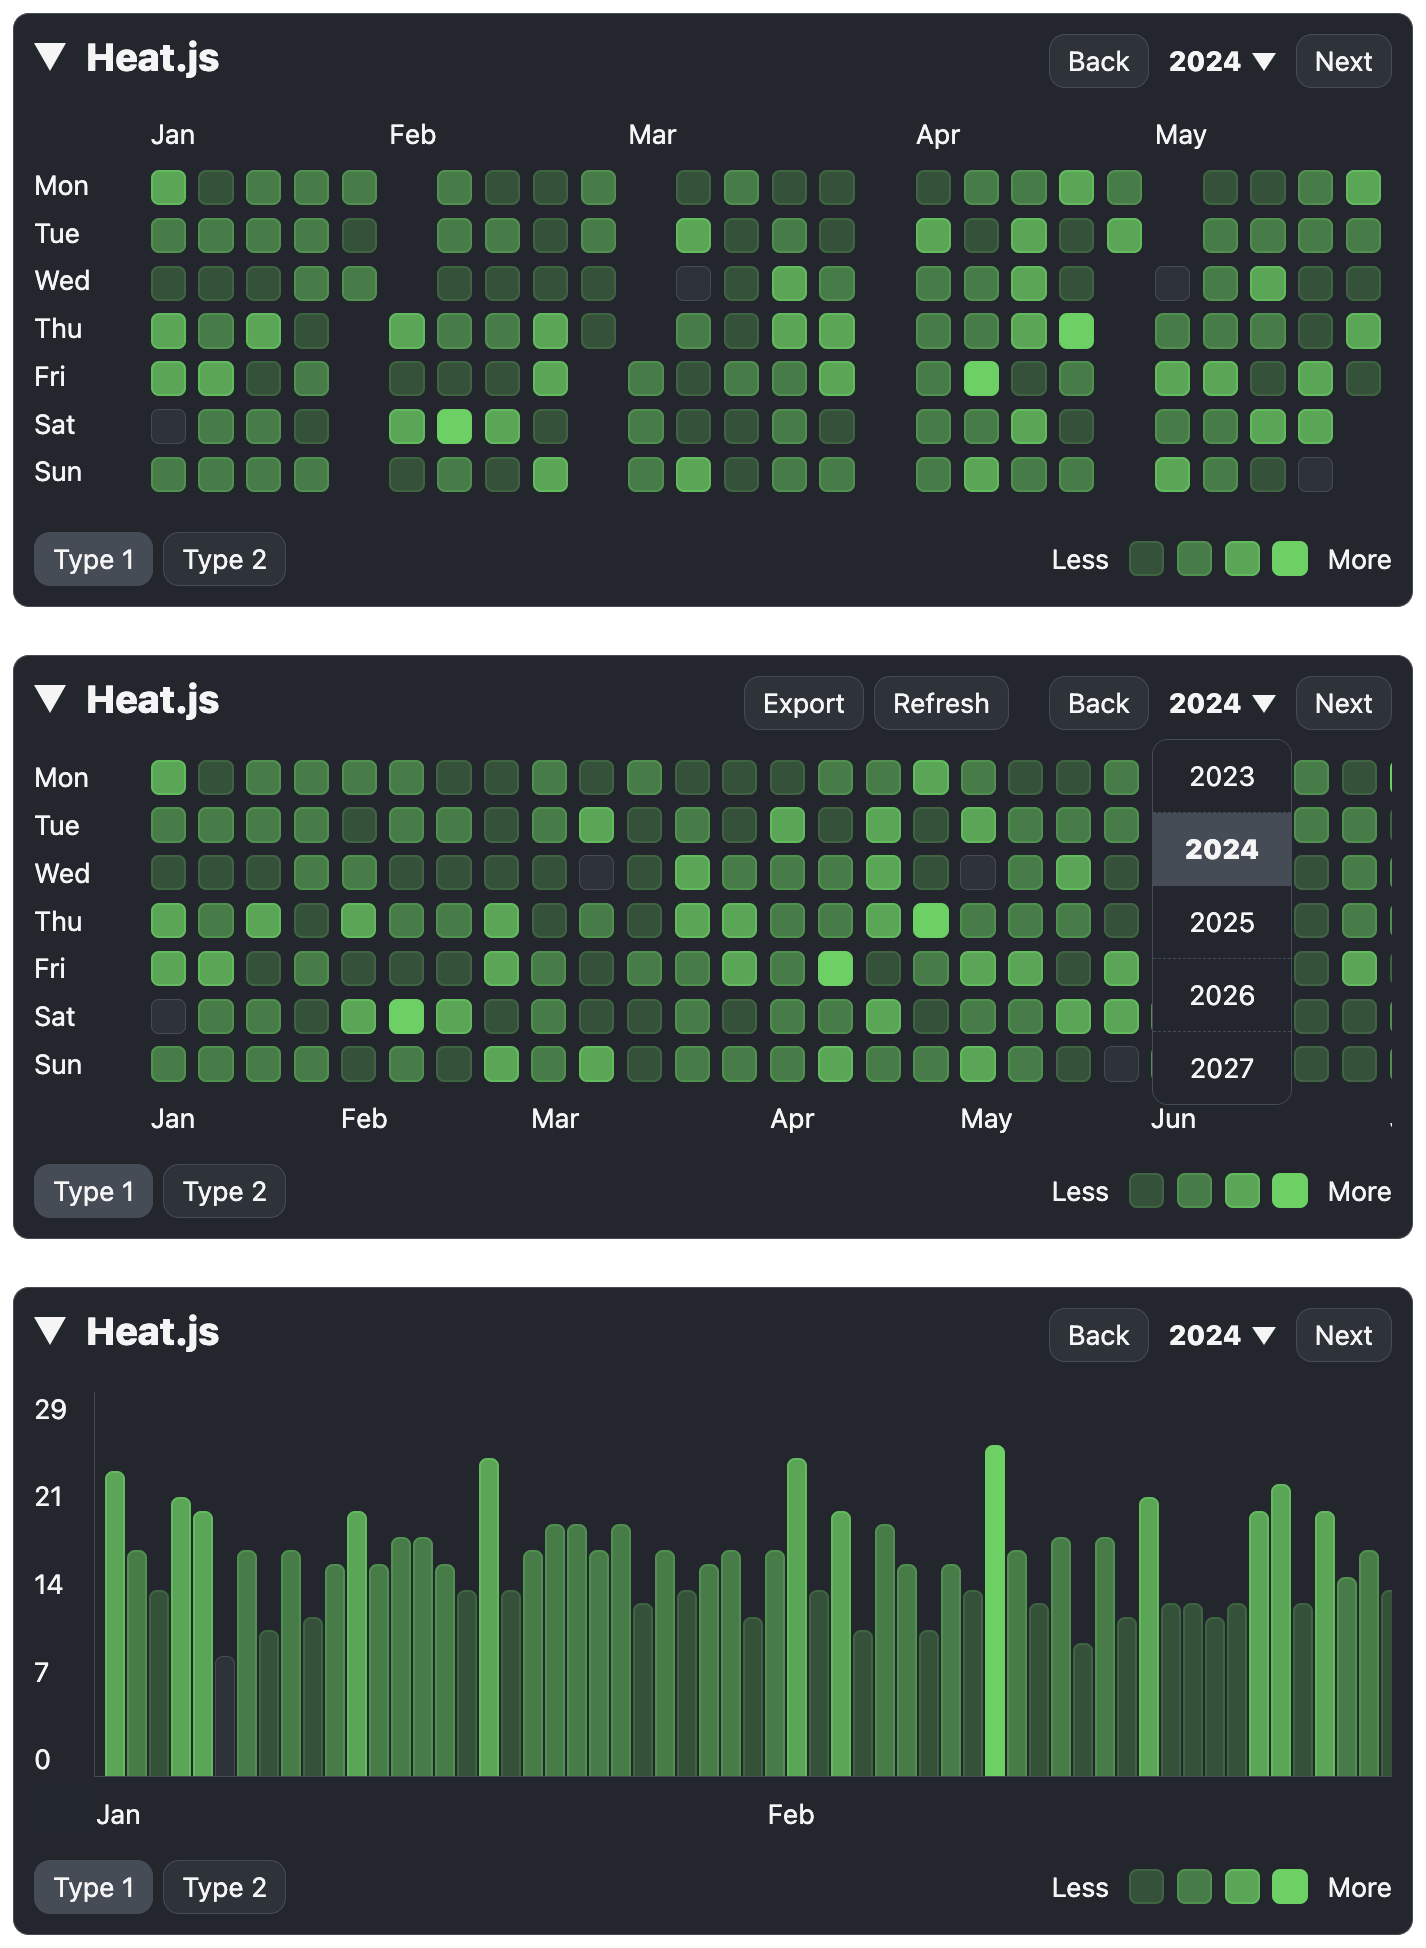 ▼ Heat.js Back 2024 ▼ Next
Jan Feb Mar Apr May
Mon
Tue
Wed
Thu
Fri
Sat
Sun
Type 1 Type 2 Less More
▼ Heat.js Export Refresh Back 2024 ▼ Next
Mon 2023
Tue 2024
Wed
Thu 2025
Fri 2026
Sat
Sun 2027
Jan Feb Mar Apr May Jun
Type 1 Type 2 Less More
▼ Heat.js Back 2024 ▼ Next
29
21
14
7
0
Jan Feb
Type 1 Type 2 Less More